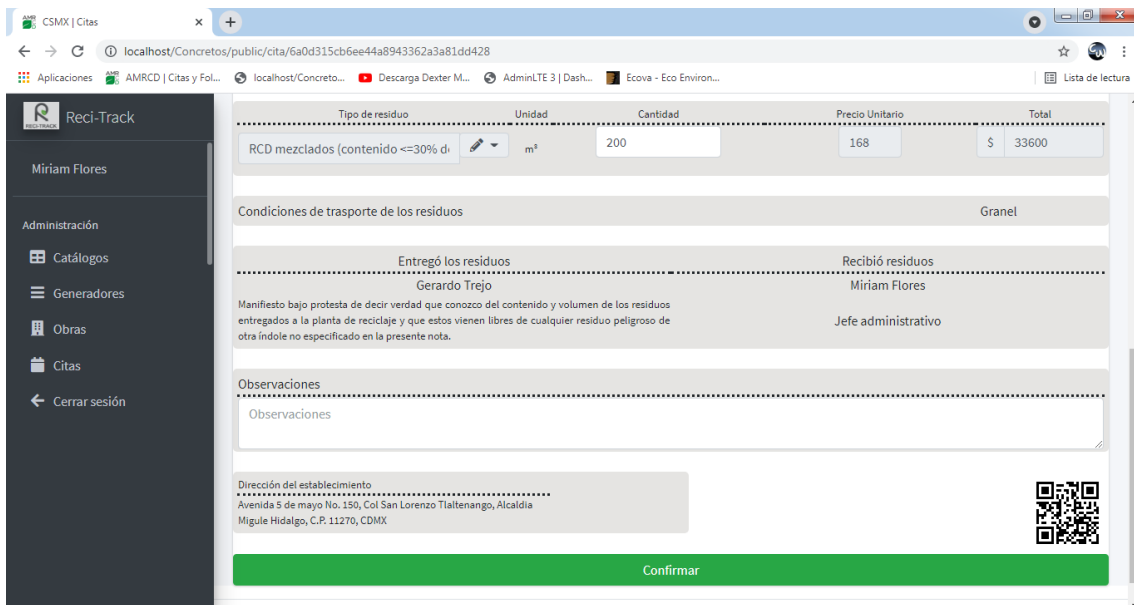 CSMX | Citas
localhost/Concretos/public/cita/6a0d315cb6ee44a8943362a3a81dd428
Aplicaciones AMRCD | Citas y Fol... localhost/Concreto... Descarga Dexter M... AdminLTE 3 | Dash... Ecova - Eco Environ... Lista de lectura
Reci-Track
Miriam Flores
Administración
Catálogos
Generadores
Obras
Citas
Cerrar sesión
Tipo de residuo Unidad Cantidad Precio Unitario Total
RCD mezclados (contenido <=30% d m³ 200 168 $ 33600
Condiciones de trasporte de los residuos Granel
Entregó los residuos Recibió residuos
Gerardo Trejo Miriam Flores
Manifiesto bajo protesta de decir verdad que conozco del contenido y volumen de los residuos
entregados a la planta de reciclaje y que estos vienen libres de cualquier residuo peligroso de
otra índole no especificado en la presente nota.
Jefe administrativo
Observaciones
Observaciones
Dirección del establecimiento
Avenida 5 de mayo No. 150, Col San Lorenzo Tlaltenango, Alcaldia
Migule Hidalgo, C.P. 11270, CDMX
Confirmar